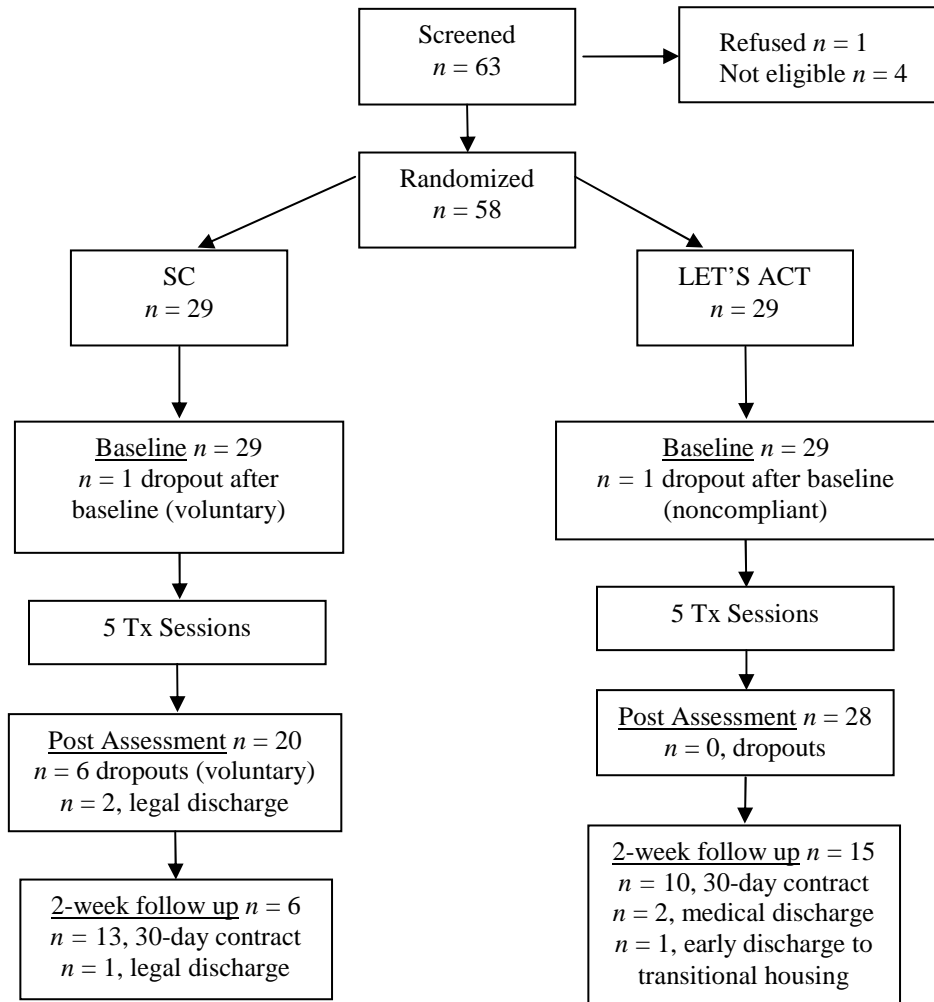 Screened
n = 63
Refused n = 1
Not eligible n = 4
Randomized
n = 58
SC
n = 29
LET’S ACT
n = 29
Baseline n = 29
n = 1 dropout after
baseline (voluntary)
Baseline n = 29
n = 1 dropout after baseline
(noncompliant)
5 Tx Sessions
5 Tx Sessions
Post Assessment n = 20
n = 6 dropouts (voluntary)
n = 2, legal discharge
Post Assessment n = 28
n = 0, dropouts
2-week follow up n = 6
n = 13, 30-day contract
n = 1, legal discharge
2-week follow up n = 15
n = 10, 30-day contract
n = 2, medical discharge
n = 1, early discharge to
transitional housing